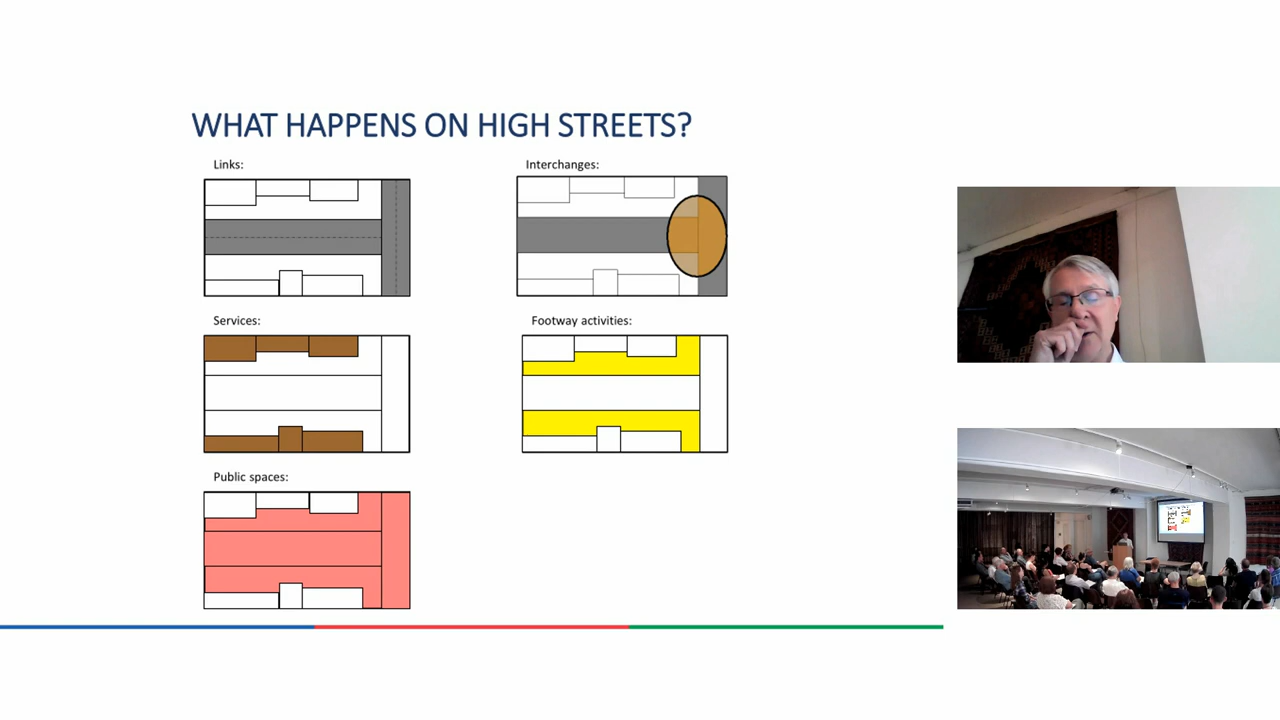 WHAT HAPPENS ON HIGH STREETS?
Links:
Interchanges:
Services:
Footway activities:
Public spaces: